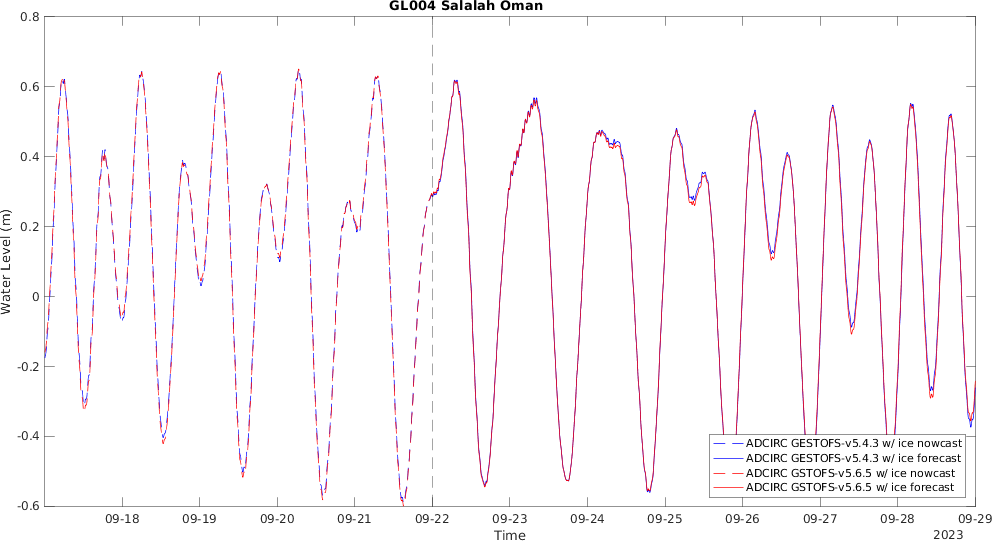 GL004 Salalah Oman
Water Level (m)
0.8
0.6
0.4
0.2
0
-0.2
-0.4
-0.6
ADCIRC GESTOFS-v5.4.3 w/ ice nowcast
ADCIRC GESTOFS-v5.4.3 w/ ice forecast
ADCIRC GSTOFS-v5.6.5 w/ ice nowcast
ADCIRC GSTOFS-v5.6.5 w/ ice forecast
09-18 09-19 09-20 09-21 09-22 09-23 09-24 09-25 09-26 09-27 09-28 09-29
Time
2023